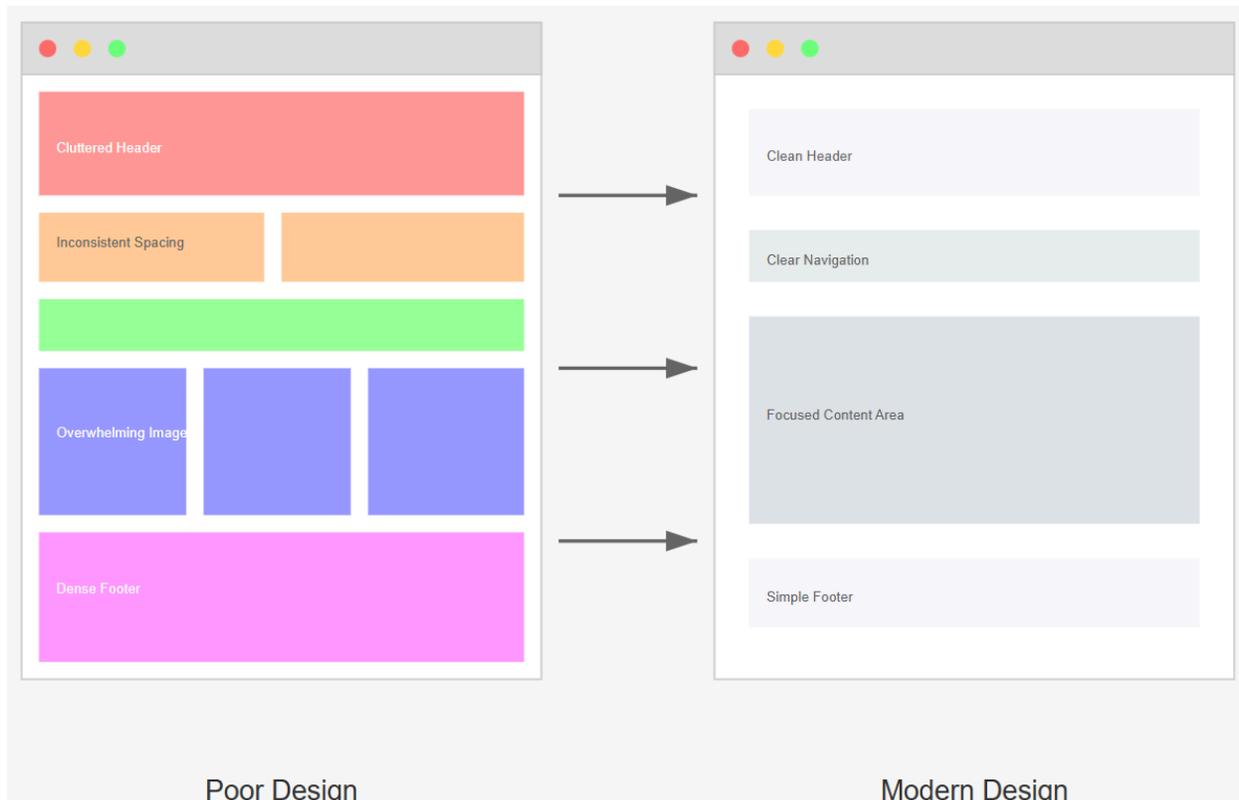 Cluttered Header
Inconsistent Spacing
Overwhelming Image
Dense Footer
Clean Header
Clear Navigation
Focused Content Area
Simple Footer
Poor Design
Modern Design